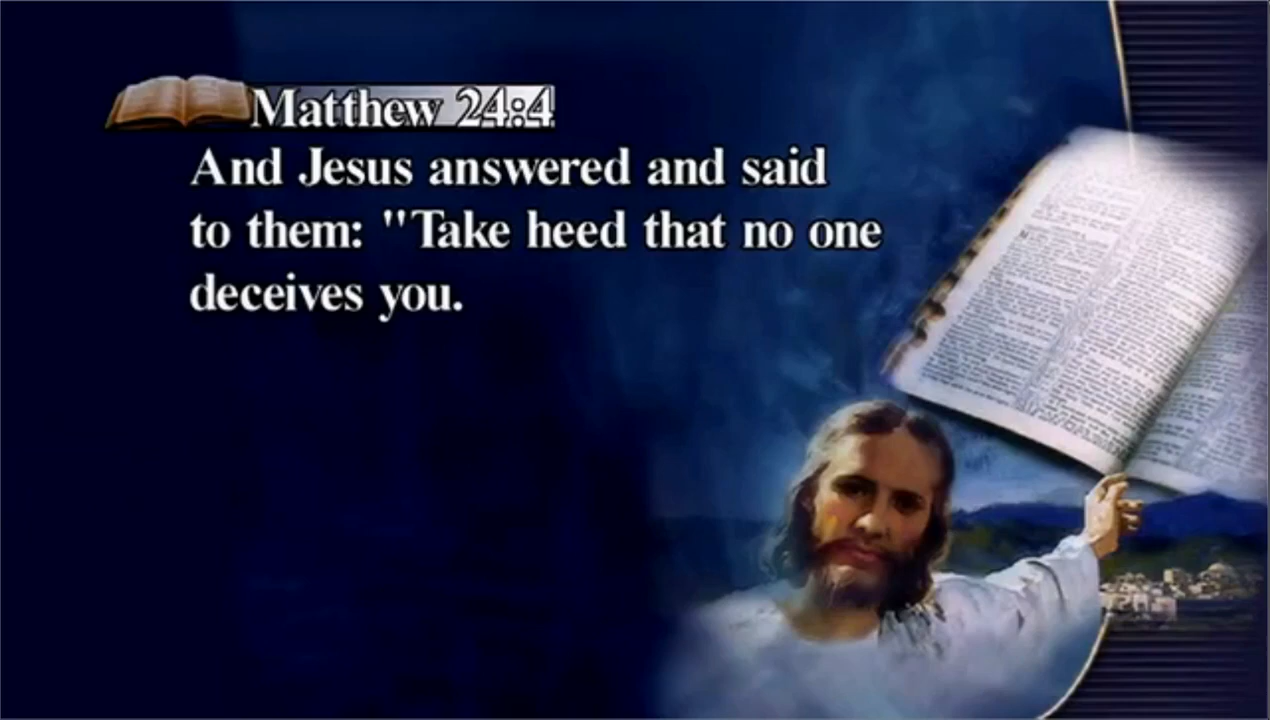 Matthew 24:4
And Jesus answered and said
to them: "Take heed that no one
deceives you.